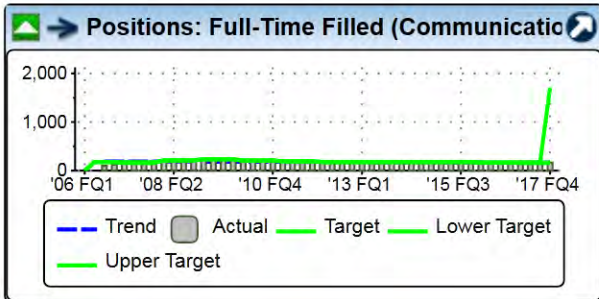 Positions: Full-Time Filled (Communicatio
2,000
1,000
0
'06 FQ1 '08 FQ2 '10 FQ4 '13 FQ1 '15 FQ3 '17 FQ4
Trend Actual Target Lower Target
Upper Target